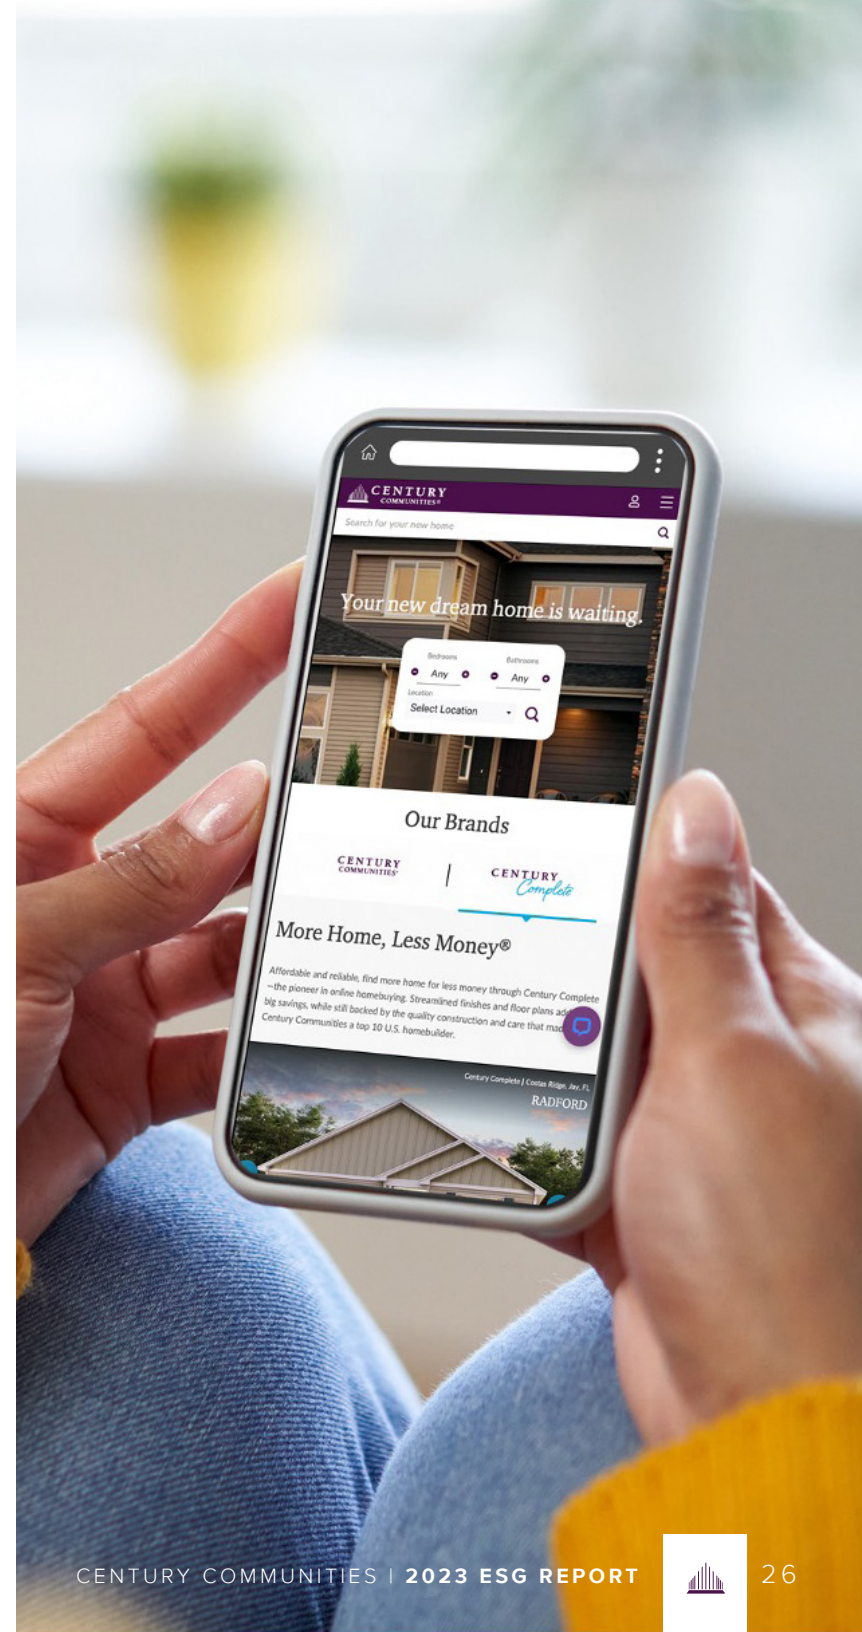 CENTURY
COMMUNITIES®
Search for your new home
Your new dream home is waiting.
Bedrooms
Bathrooms
Any
Any
Location
Select Location
Our Brands
CENTURY
COMMUNITIES®
CENTURY
Complete
More Home, Less Money®
Affordable and reliable, find more home for less money through Century Complete
—the pioneer in online homebuying. Streamlined finishes and floor plans
big savings, while still backed by the quality construction and care that
Century Communities a top 10 U.S. homebuilder.
Century Complete | Costas Ridge, Jay, FL
RADFORD
CENTURY COMMUNITIES | 2023 ESG REPORT
26